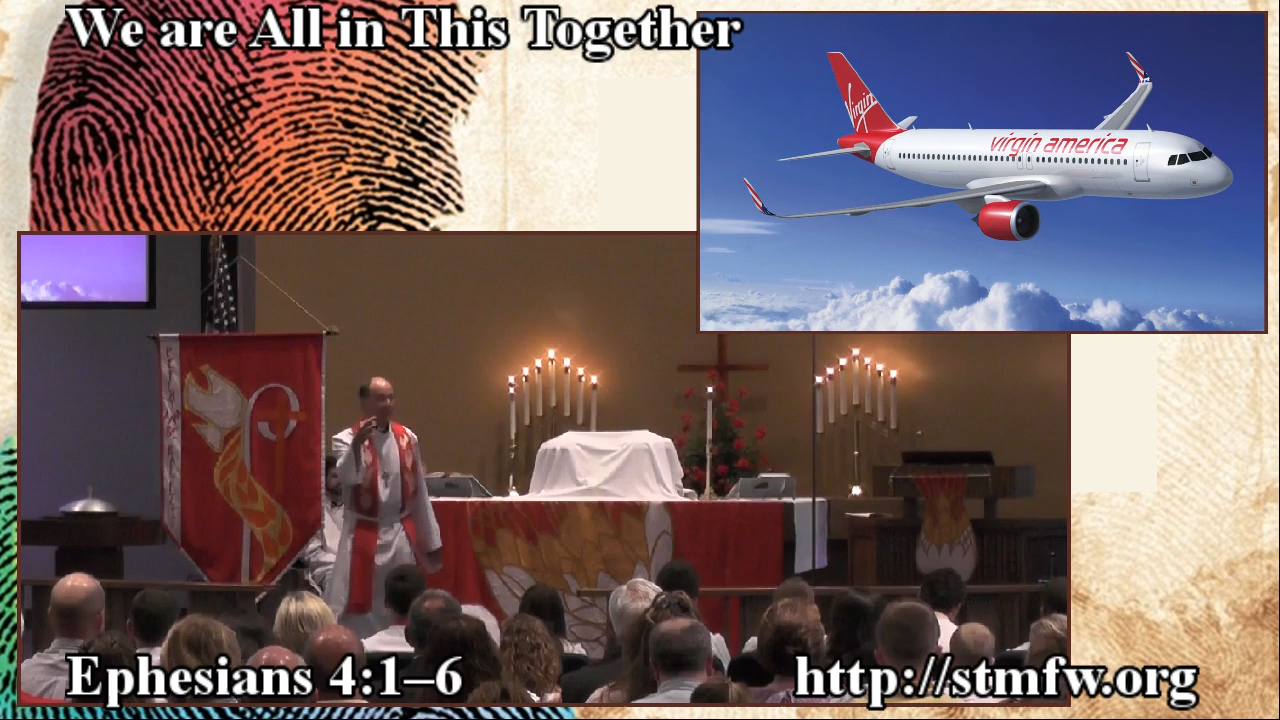 We are All in This Together
Virgin
virgin america
Ephesians 4:1–6
http://stmfw.org